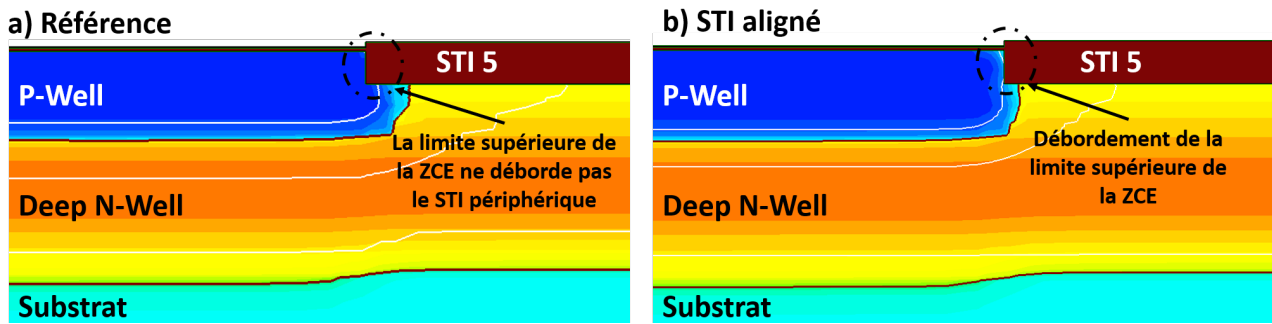 a) Référence
STI 5
P-Well
La limite supérieure de
la ZCE ne déborde pas
le STI périphérique
Deep N-Well
Substrat
b) STI aligné
STI 5
P-Well
Débordement de la
limite supérieure de
la ZCE
Deep N-Well
Substrat